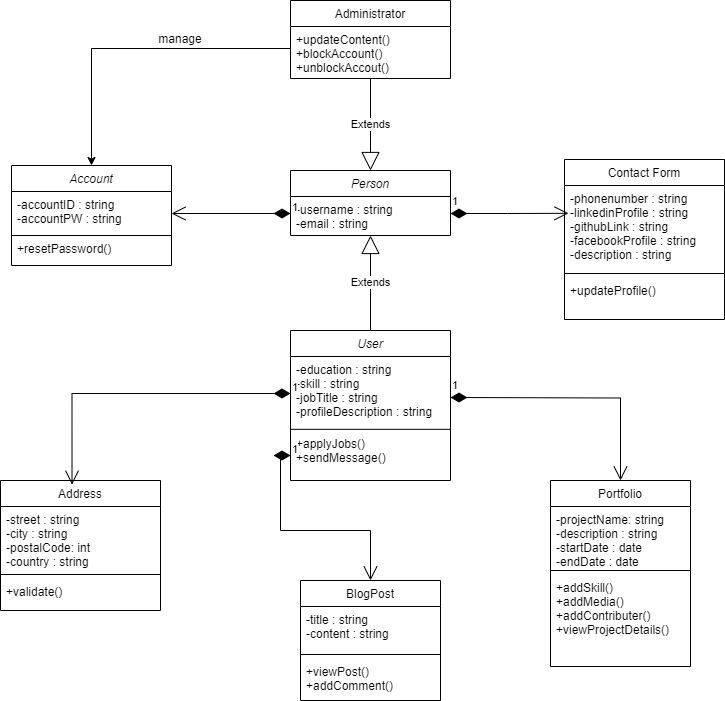 Administrator
+updateContent()
+blockAccount()
+unblockAccout()
manage
Extends
Account
-accountID : string
-accountPW : string
+resetPassword()
Person
1
-username : string
-email : string
1
Contact Form
-phonenumber : string
-linkedinProfile : string
-githubLink : string
-facebookProfile : string
-description : string
+updateProfile()
Extends
User
-education : string
-skill : string
-jobTitle : string
-profileDescription : string
+applyJobs()
+sendMessage()
1
1
1
Address
-street : string
-city : string
-postalCode: int
-country : string
+validate()
Portfolio
-projectName: string
-description : string
-startDate : date
-endDate : date
+addSkill()
+addMedia()
+addContributer()
+viewProjectDetails()
BlogPost
-title : string
-content : string
+viewPost()
+addComment()